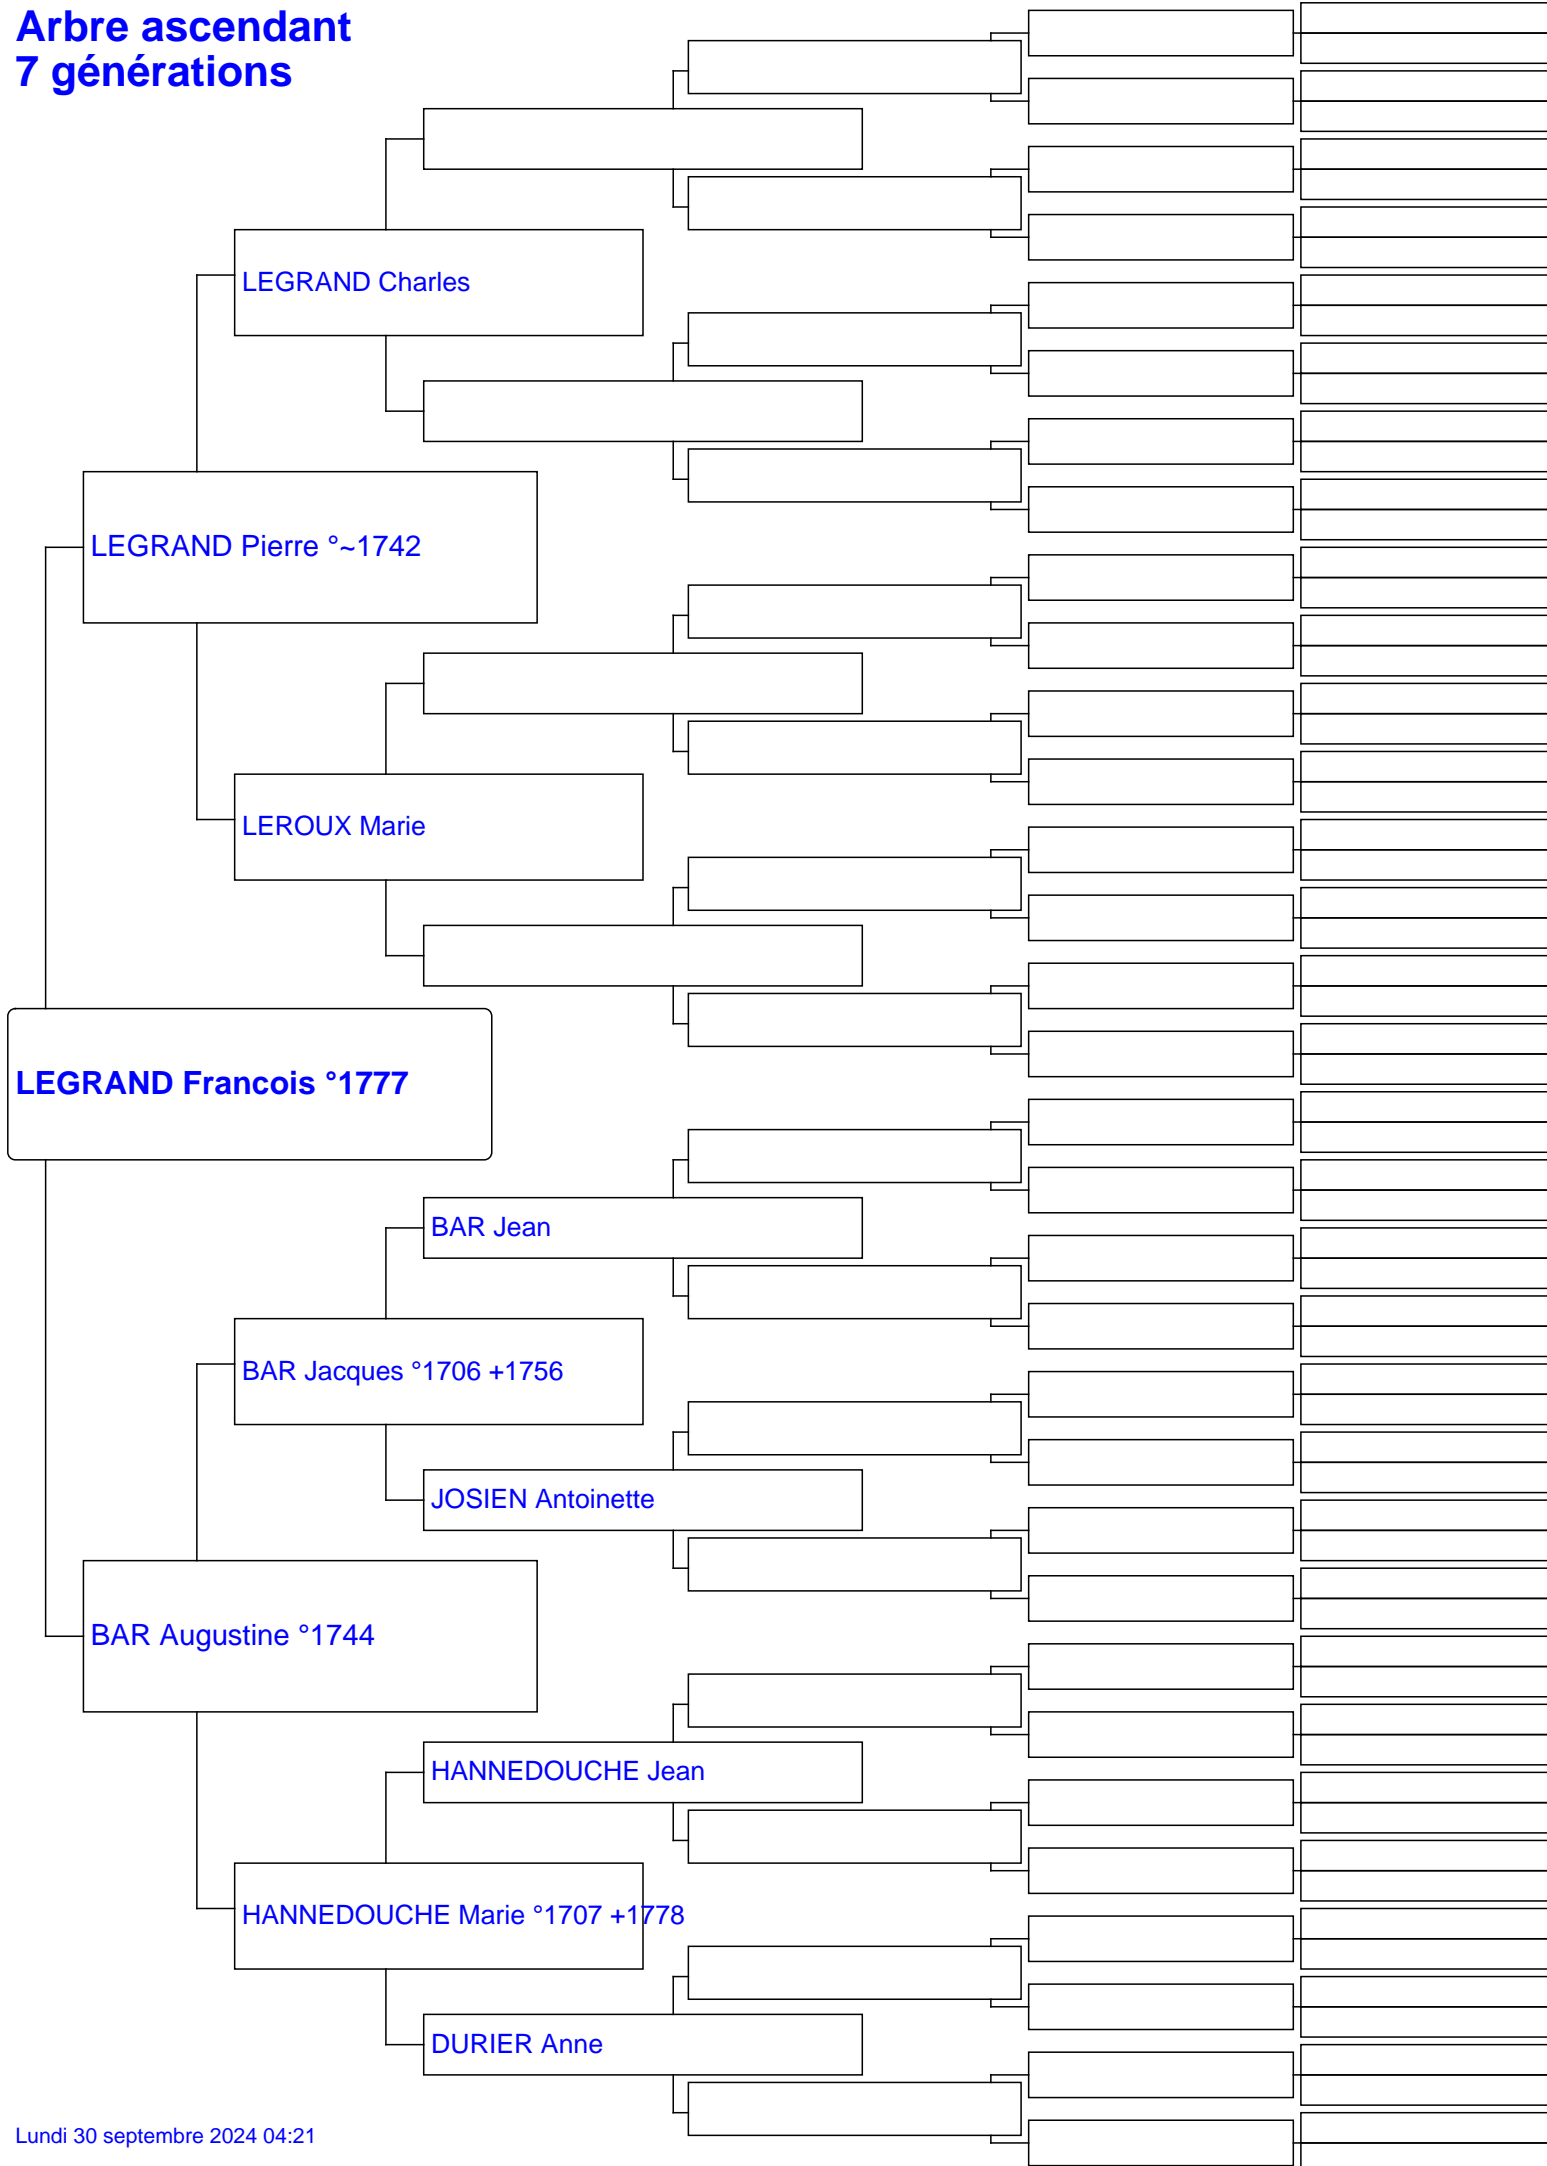 Arbre ascendant
7 générations
LEGRAND Charles
LEGRAND Pierre °~1742
LEROUX Marie
LEGRAND Francois °1777
BAR Jean
BAR Jacques °1706 +1756
JOSIEN Antoinette
BAR Augustine °1744
HANNEDOUCHE Jean
HANNEDOUCHE Marie °1707 +1778
DURIER Anne
Lundi 30 septembre 2024 04:21